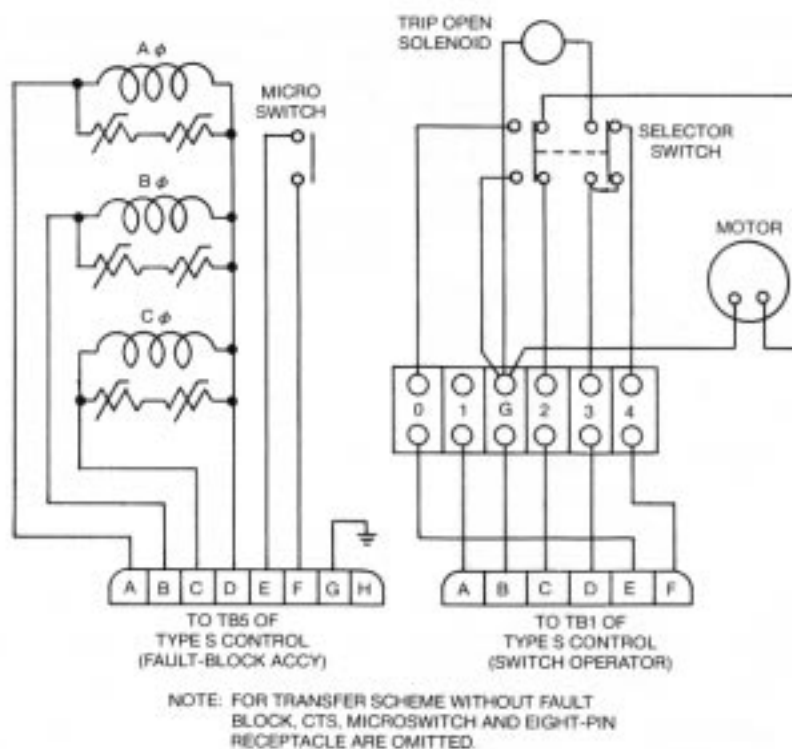 A φ
B φ
C φ
MICRO
SWITCH
A B C D E F G H
TO TB5 OF
TYPE S CONTROL
(FAULT-BLOCK ACCY)
TRIP OPEN
SOLENOID
SELECTOR
SWITCH
MOTOR
0 1 G 2 3 4
A B C D E F
TO TB1 OF
TYPE S CONTROL
(SWITCH OPERATOR)
NOTE: FOR TRANSFER SCHEME WITHOUT FAULT
BLOCK, CTS, MICROSWITCH AND EIGHT-PIN
RECEPTACLE ARE OMITTED.